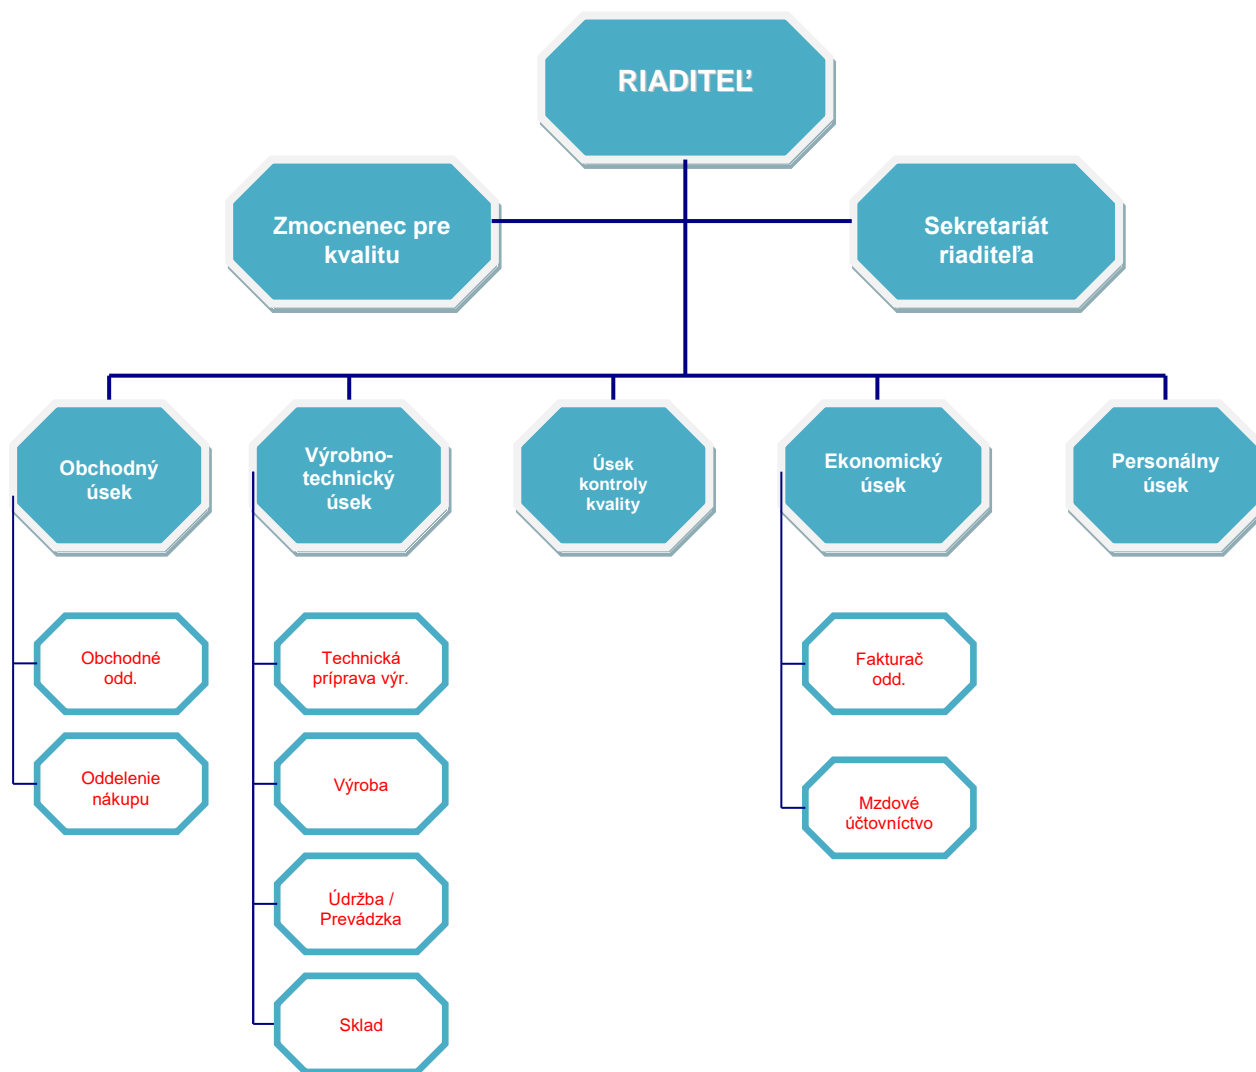 RIADITEĽ
Zmocnenec pre
kvalitu
Sekretariát
riaditeľa
Obchodný
úsek
Výrobno-
technický
úsek
Úsek
kontroly
kvality
Ekonomický
úsek
Personálny
úsek
Obchodné
odd.
Technická
príprava výr.
Fakturač
odd.
Oddelenie
nákupu
Výroba
Mzdové
účtovníctvo
Údržba /
Prevádzka
Sklad